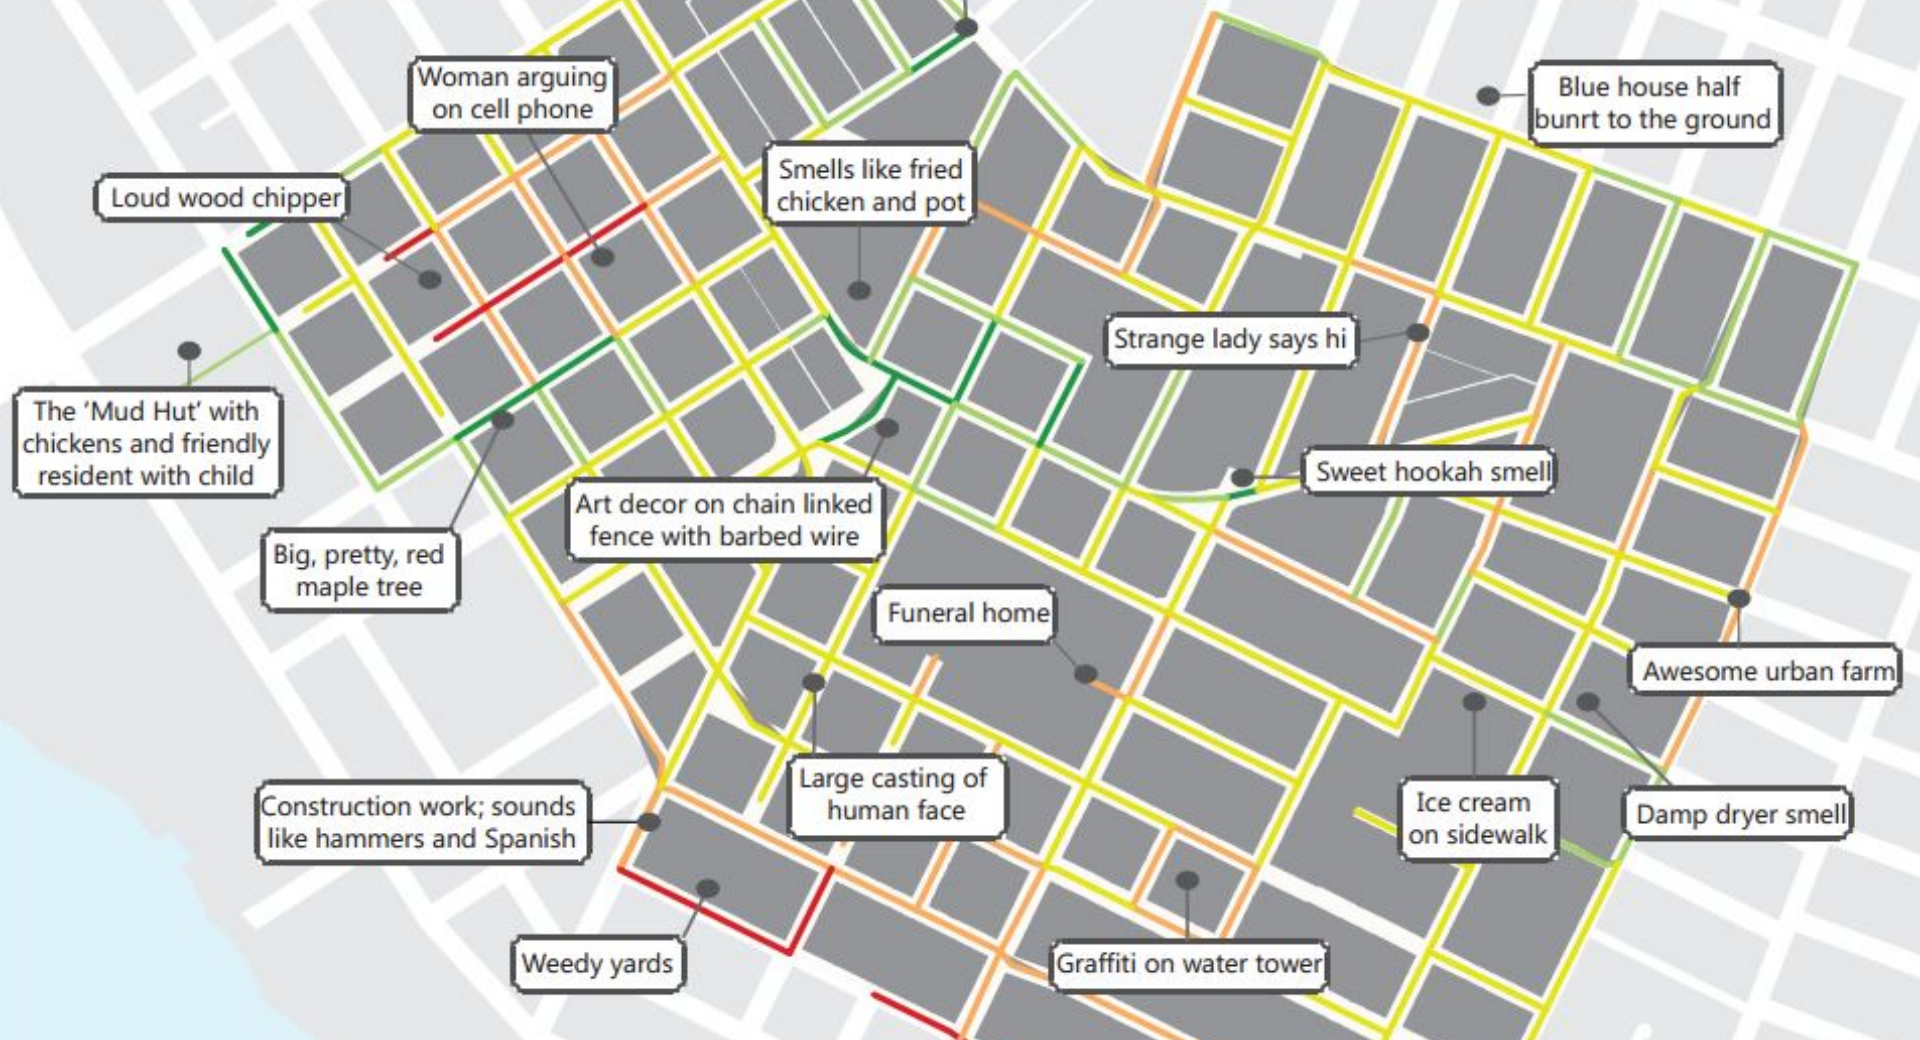 Woman arguing
on cell phone
Blue house half
bunrt to the ground
Loud wood chipper
Smells like fried
chicken and pot
Strange lady says hi
The 'Mud Hut' with
chickens and friendly
resident with child
Sweet hookah smell
Art decor on chain linked
fence with barbed wire
Big, pretty, red
maple tree
Funeral home
Awesome urban farm
Large casting of
human face
Construction work; sounds
like hammers and Spanish
Ice cream
on sidewalk
Damp dryer smell
Weedy yards
Graffiti on water tower